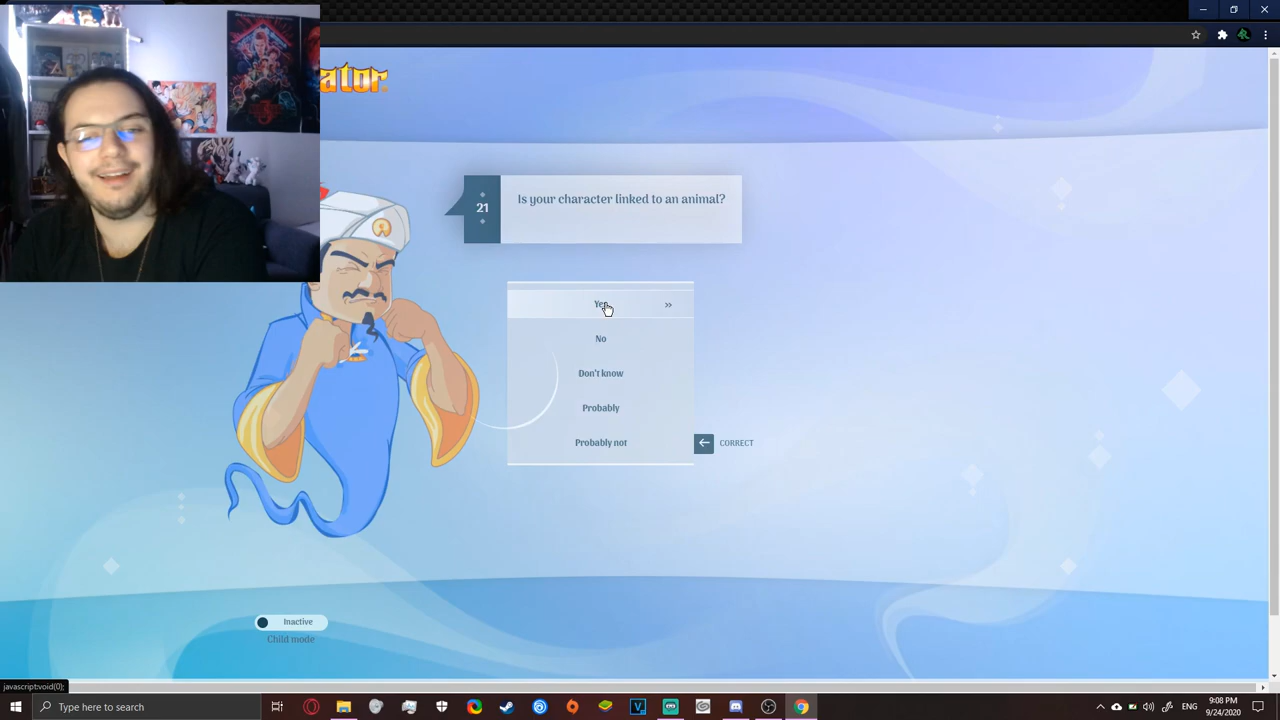 ator
21
Is your character linked to an animal?
Yes
>>
No
Don't know
Probably
Probably not
CORRECT
Inactive
Child mode
javascript:void(0);
Type here to search
ENG
9:08 PM
9/24/2020